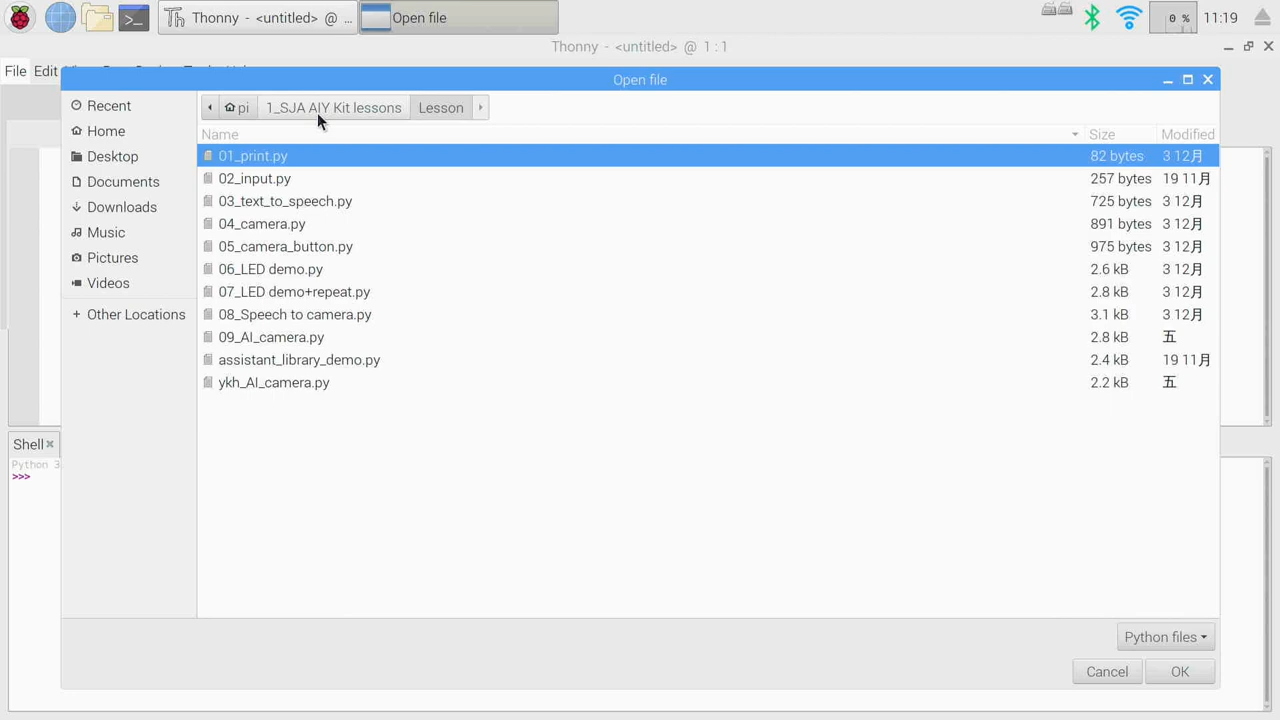 Thonny - <untitled> @ ...
Open file
0 %
11:19
Thonny - <untitled> @ 1 : 1
File Edit
Open file
Recent
Home
Desktop
Documents
Downloads
Music
Pictures
Videos
Other Locations
pi 1_SJA AIY Kit lessons Lesson
Name Size Modified
01_print.py 82 bytes 3 12月
02_input.py 257 bytes 19 11月
03_text_to_speech.py 725 bytes 3 12月
04_camera.py 891 bytes 3 12月
05_camera_button.py 975 bytes 3 12月
06_LED demo.py 2.6 kB 3 12月
07_LED demo+repeat.py 2.8 kB 3 12月
08_Speech to camera.py 3.1 kB 3 12月
09_AI_camera.py 2.8 kB 五
assistant_library_demo.py 2.4 kB 19 11月
ykh_AI_camera.py 2.2 kB 五
Shell
Python 3
>>>
Python files
Cancel OK